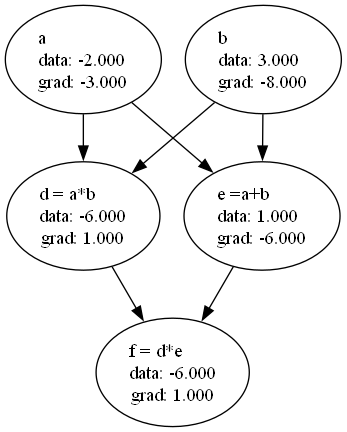 a
data: -2.000
grad: -3.000
b
data: 3.000
grad: -8.000
d = a*b
data: -6.000
grad: 1.000
e =a+b
data: 1.000
grad: -6.000
f = d*e
data: -6.000
grad: 1.000